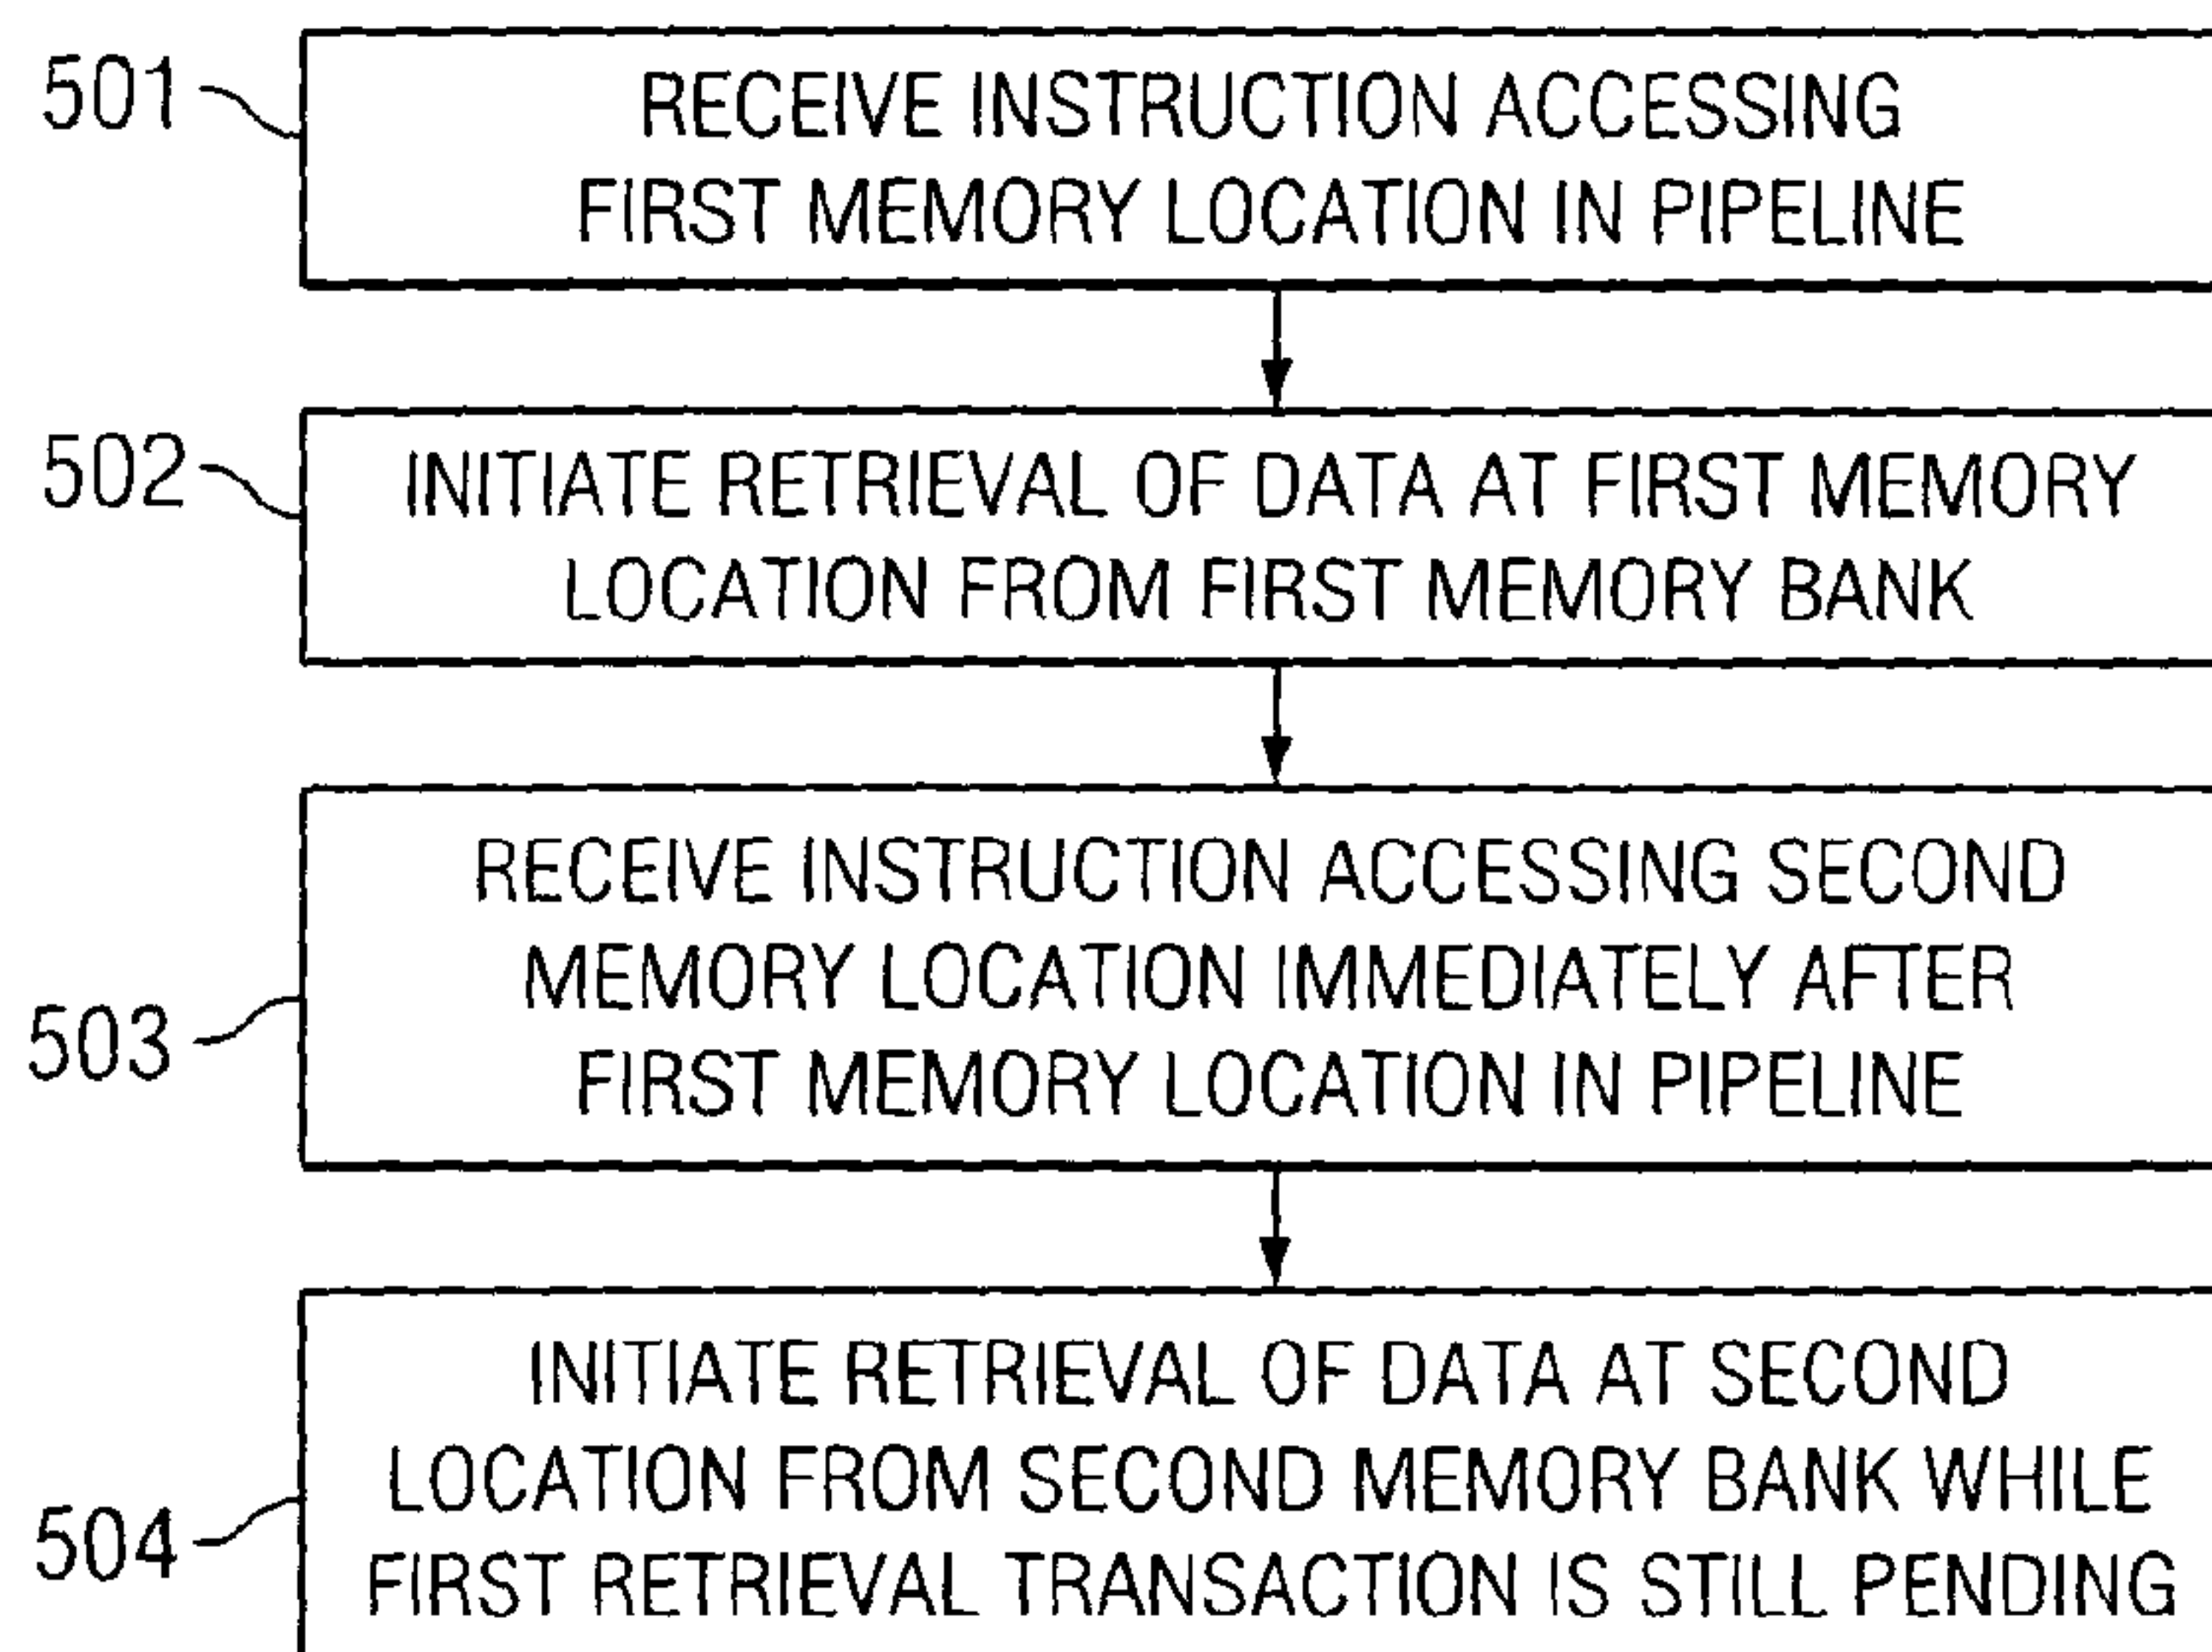 501
RECEIVE INSTRUCTION ACCESSING
FIRST MEMORY LOCATION IN PIPELINE
502
INITIATE RETRIEVAL OF DATA AT FIRST MEMORY
LOCATION FROM FIRST MEMORY BANK
RECEIVE INSTRUCTION ACCESSING SECOND
MEMORY LOCATION IMMEDIATELY AFTER
503
FIRST MEMORY LOCATION IN PIPELINE
INITIATE RETRIEVAL OF DATA AT SECOND
LOCATION FROM SECOND MEMORY BANK WHILE
504
FIRST RETRIEVAL TRANSACTION IS STILL PENDING